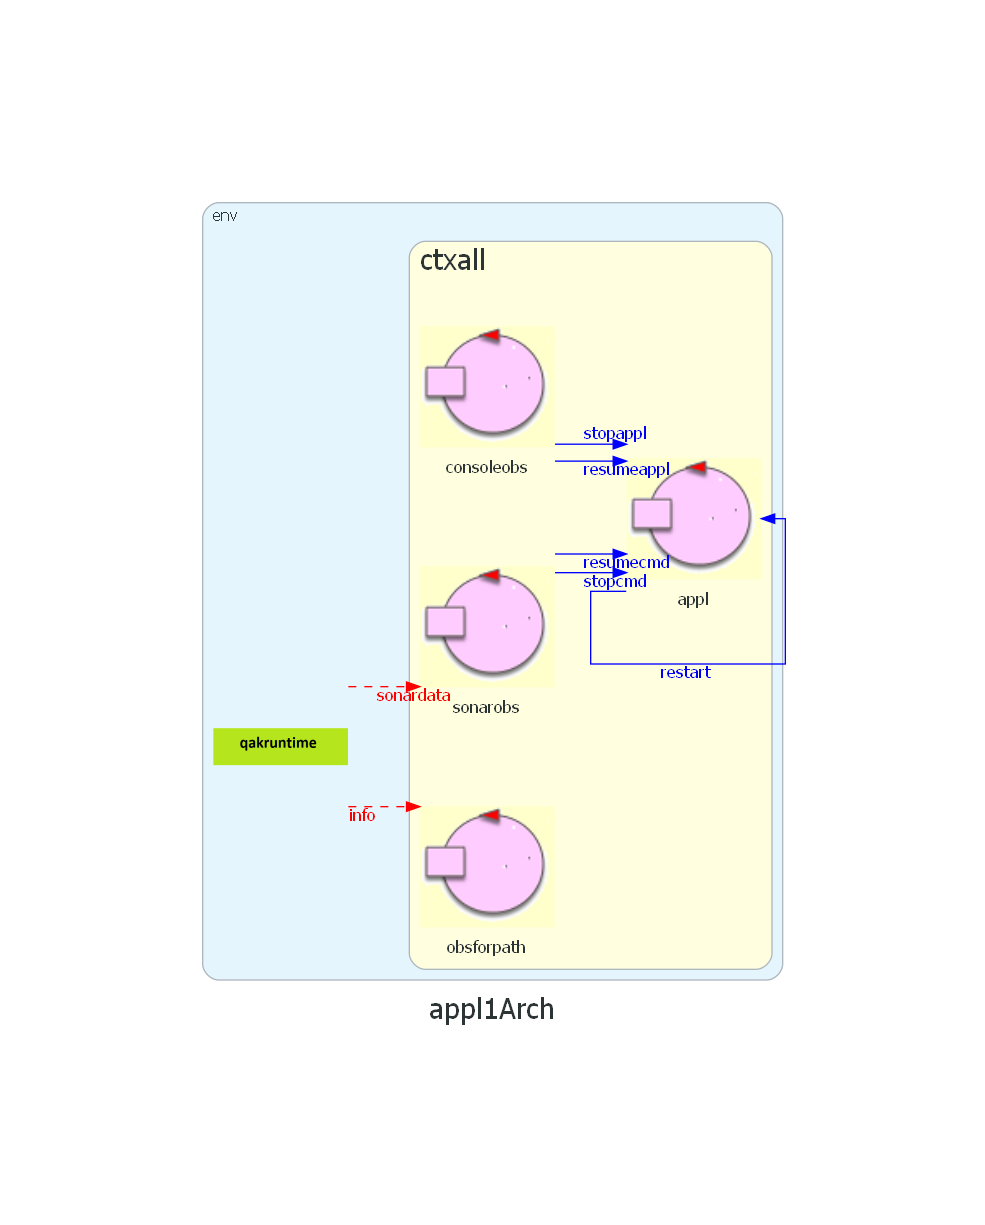 env
ctxall
stopappl
consoleobs
resumeappl
resumecmd
stopcmd
appl
restart
sonardata
sonarobs
qakruntime
info
obsforpath
appl1Arch